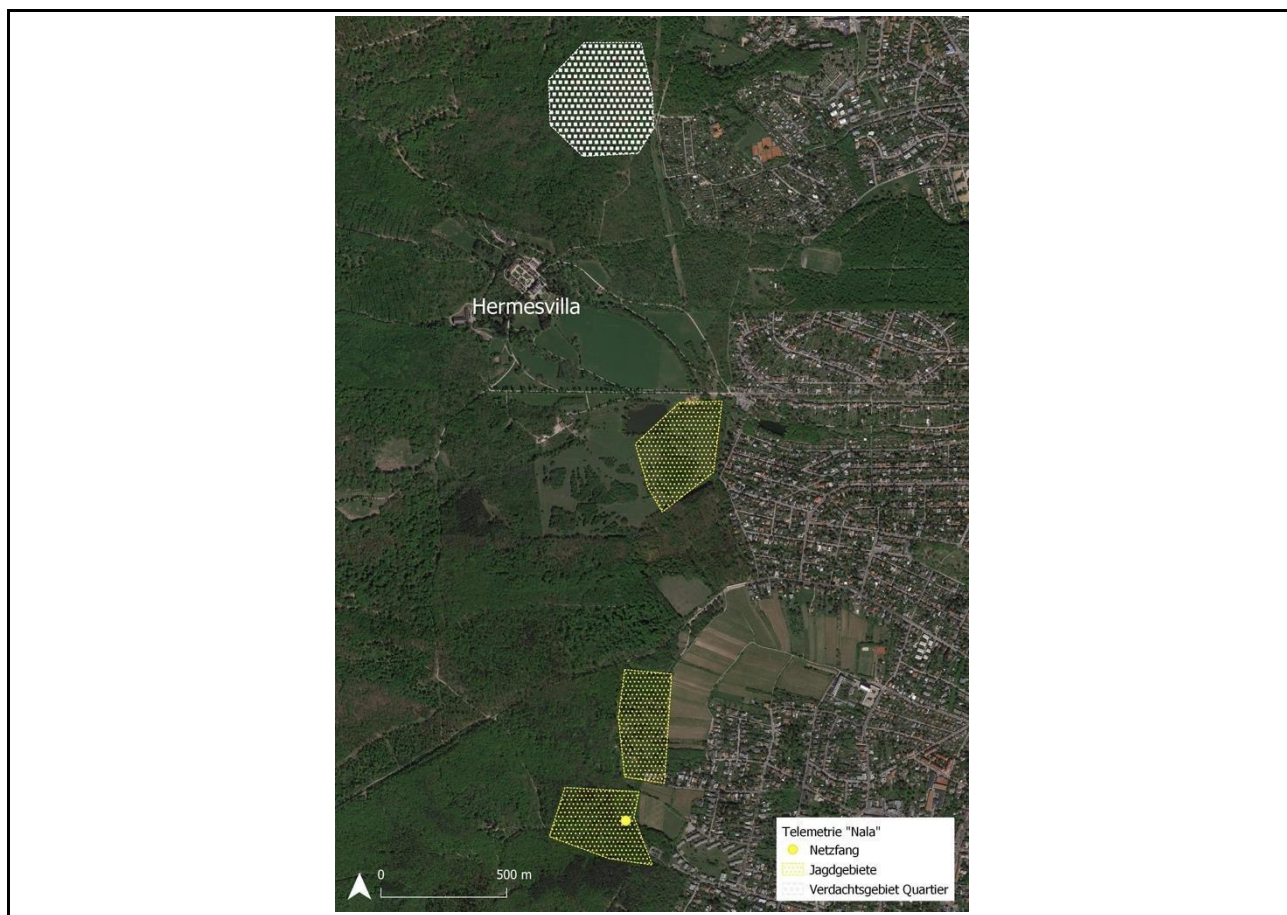 Hermesvilla
Telemetrie "Nala"
Netzfang
Jagdgebiete
Verdachtsgebiet Quartier
0 500 m